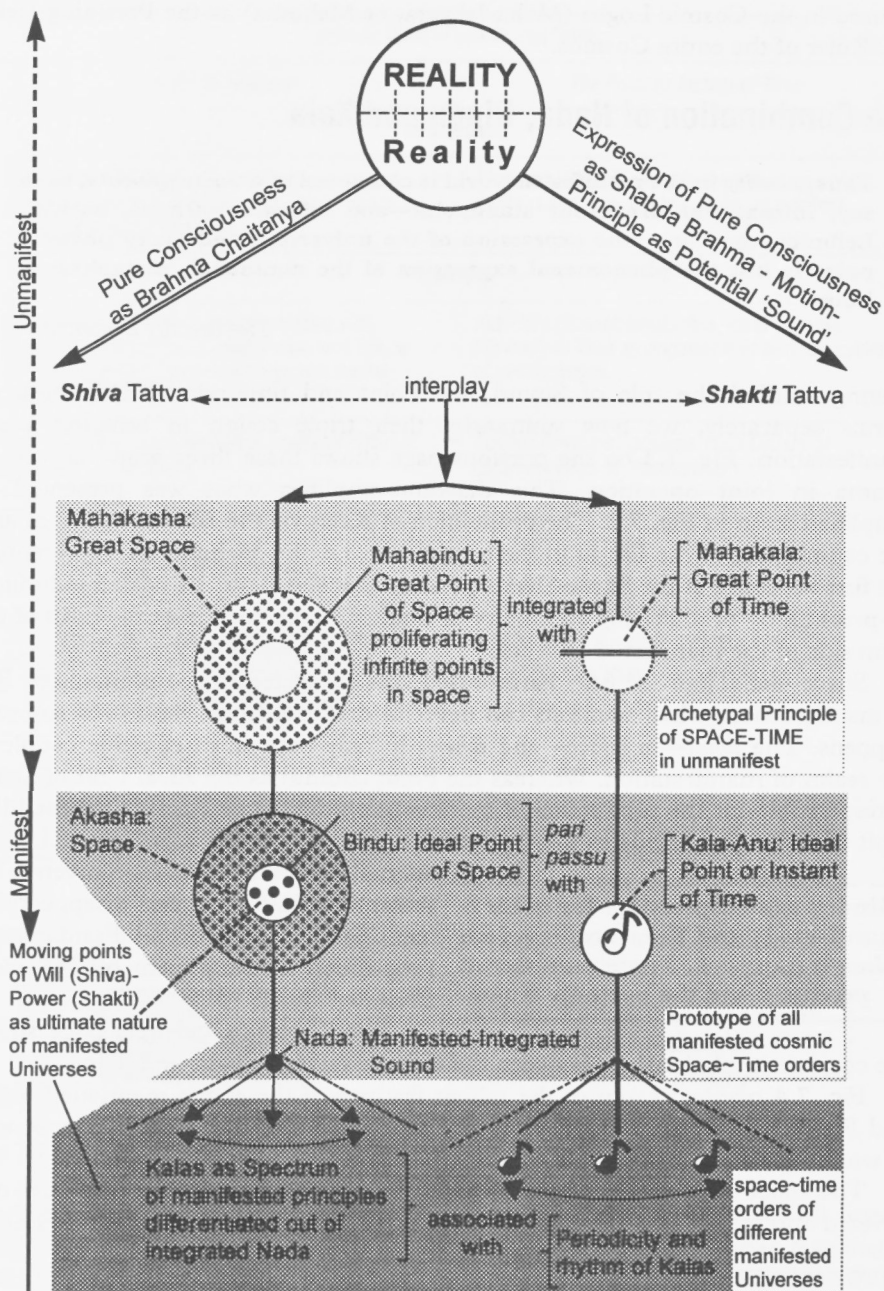 REALITY
Reality
Unmanifest
Pure Consciousness
as Brahma Chaitanya
Expression of Pure Consciousness
as Shabda Brahma - Motion-
Principle as Potential 'Sound'
Shiva Tattva
interplay
Shakti Tattva
Mahakasha:
Great Space
Mahabindu:
Great Point
of Space
proliferating
infinite points
in space
integrated
with
Mahakala:
Great Point
of Time
Archetypal Principle
of SPACE-TIME
in unmanifest
Manifest
Akasha:
Space
Bindu: Ideal Point
of Space
pari
passu
with
Kala-Anu: Ideal
Point or Instant
of Time
Moving points
of Will (Shiva)-
Power (Shakti)
as ultimate nature
of manifested
Universes
Nada: Manifested-Integrated
Sound
Prototype of all
manifested cosmic
Space~Time orders
Kalas as Spectrum
of manifested principles
differentiated out of
integrated Nada
associated
with
Periodicity and
rhythm of Kalas
space~time
orders of
different
manifested
Universes